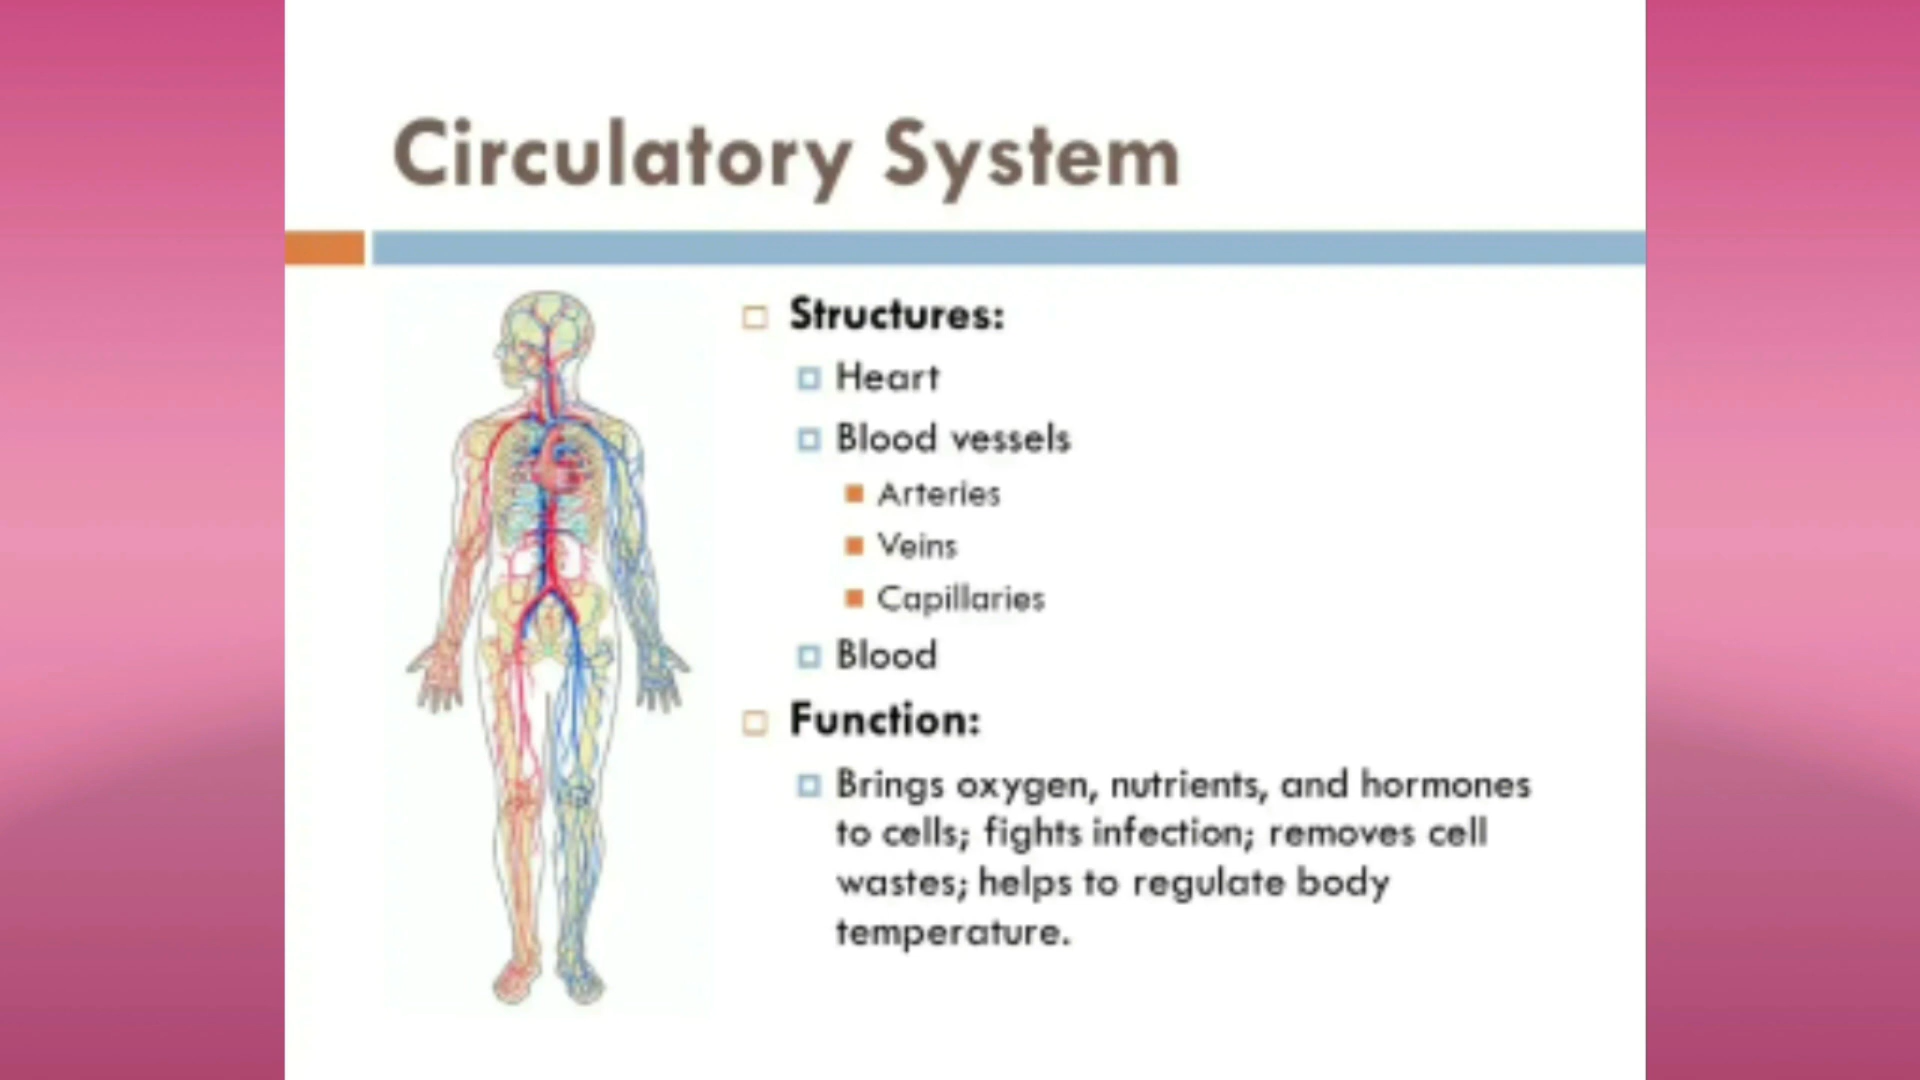 Circulatory System
Structures:
Heart
Blood vessels
Arteries
Veins
Capillaries
Blood
Function:
Brings oxygen, nutrients, and hormones
to cells; fights infection; removes cell
wastes; helps to regulate body
temperature.